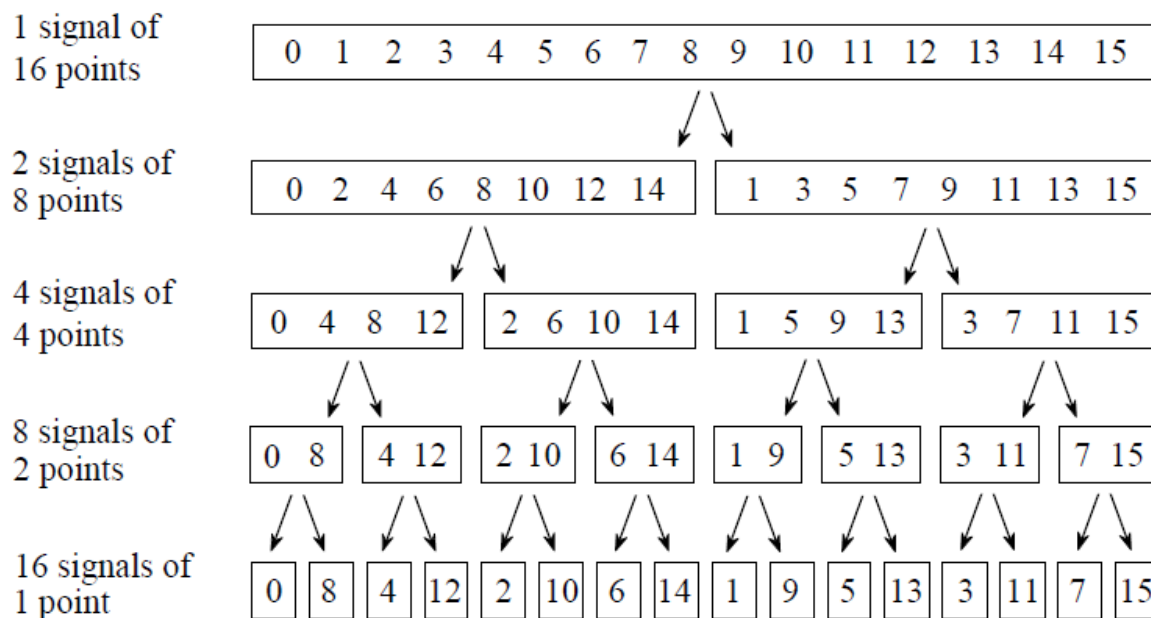 1 signal of
16 points
0 1 2 3 4 5 6 7 8 9 10 11 12 13 14 15
2 signals of
8 points
0 2 4 6 8 10 12 14 1 3 5 7 9 11 13 15
4 signals of
4 points
0 4 8 12 2 6 10 14 1 5 9 13 3 7 11 15
8 signals of
2 points
0 8 4 12 2 10 6 14 1 9 5 13 3 11 7 15
16 signals of
1 point
0 8 4 12 2 10 6 14 1 9 5 13 3 11 7 15